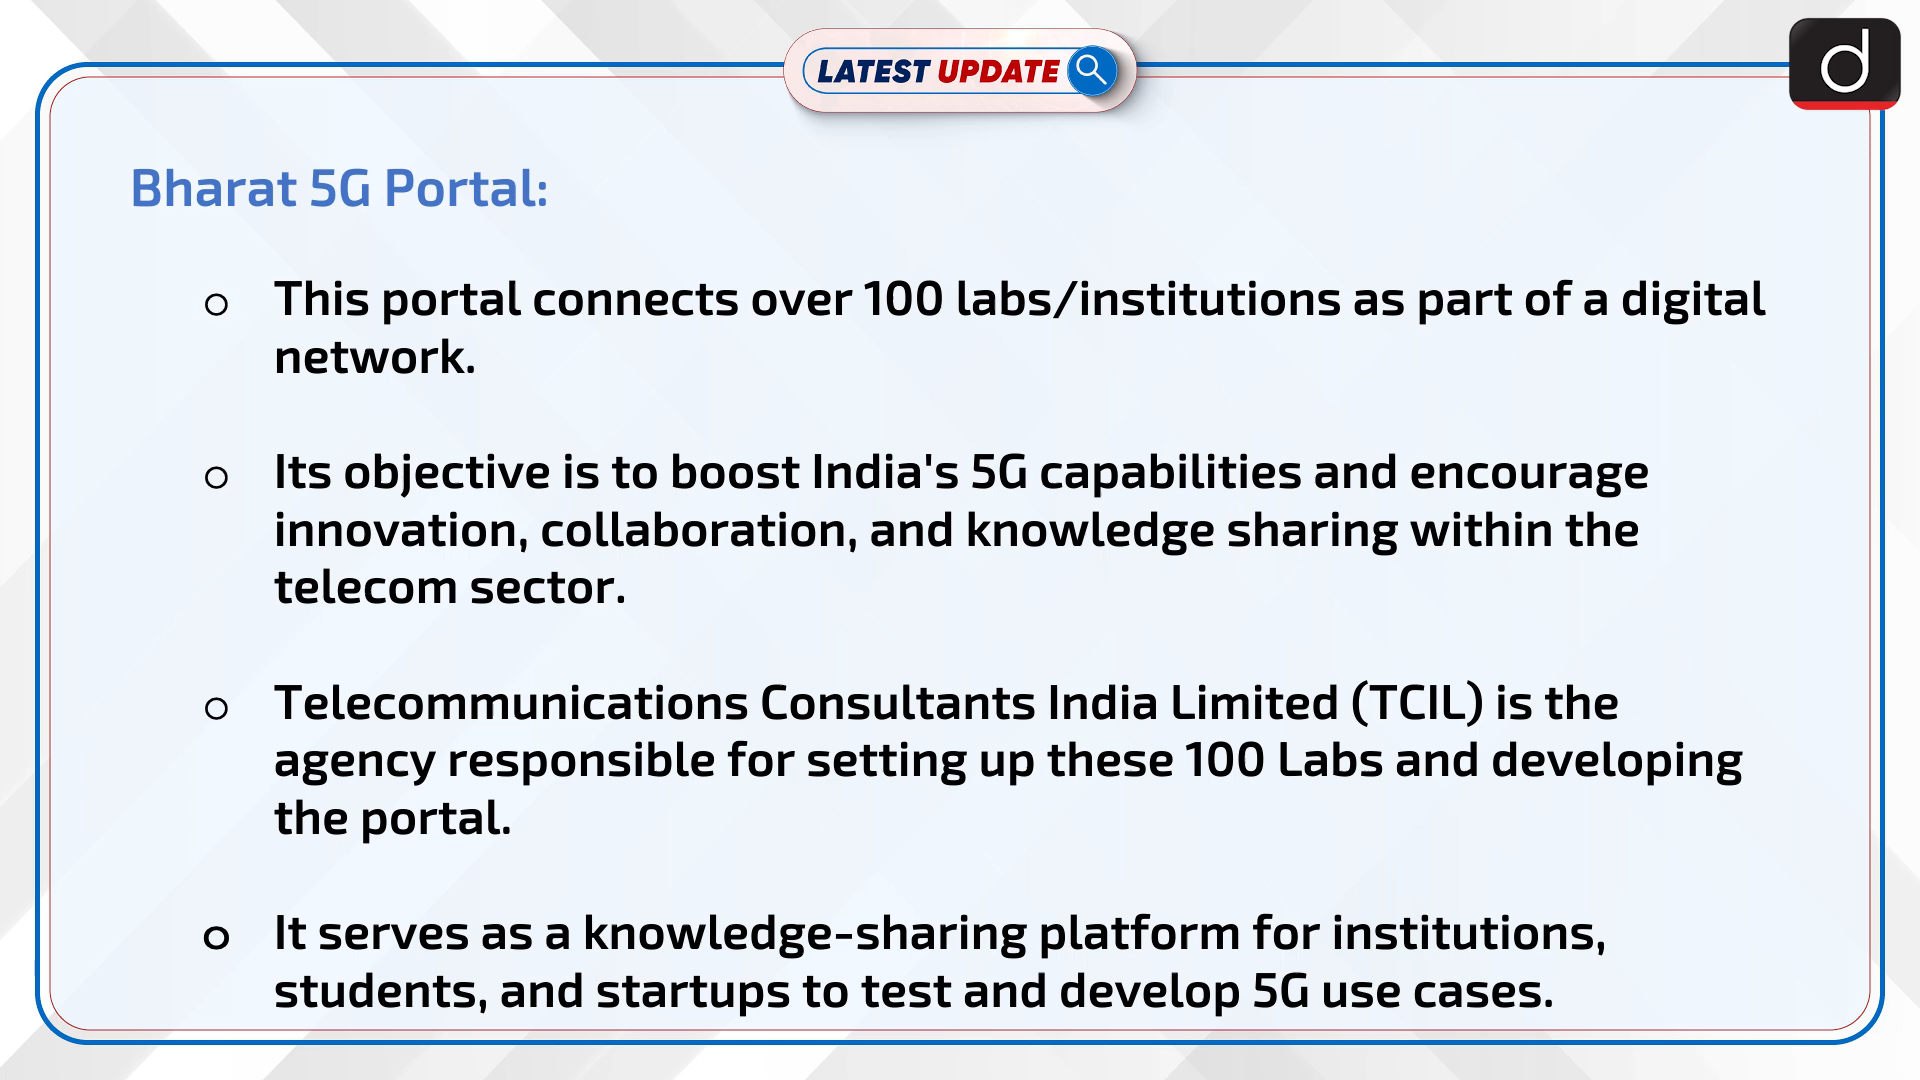 LATEST UPDATE
d
Bharat 5G Portal:
○ This portal connects over 100 labs/institutions as part of a digital
network.
○ Its objective is to boost India's 5G capabilities and encourage
innovation, collaboration, and knowledge sharing within the
telecom sector.
○ Telecommunications Consultants India Limited (TCIL) is the
agency responsible for setting up these 100 Labs and developing
the portal.
○ It serves as a knowledge-sharing platform for institutions,
students, and startups to test and develop 5G use cases.